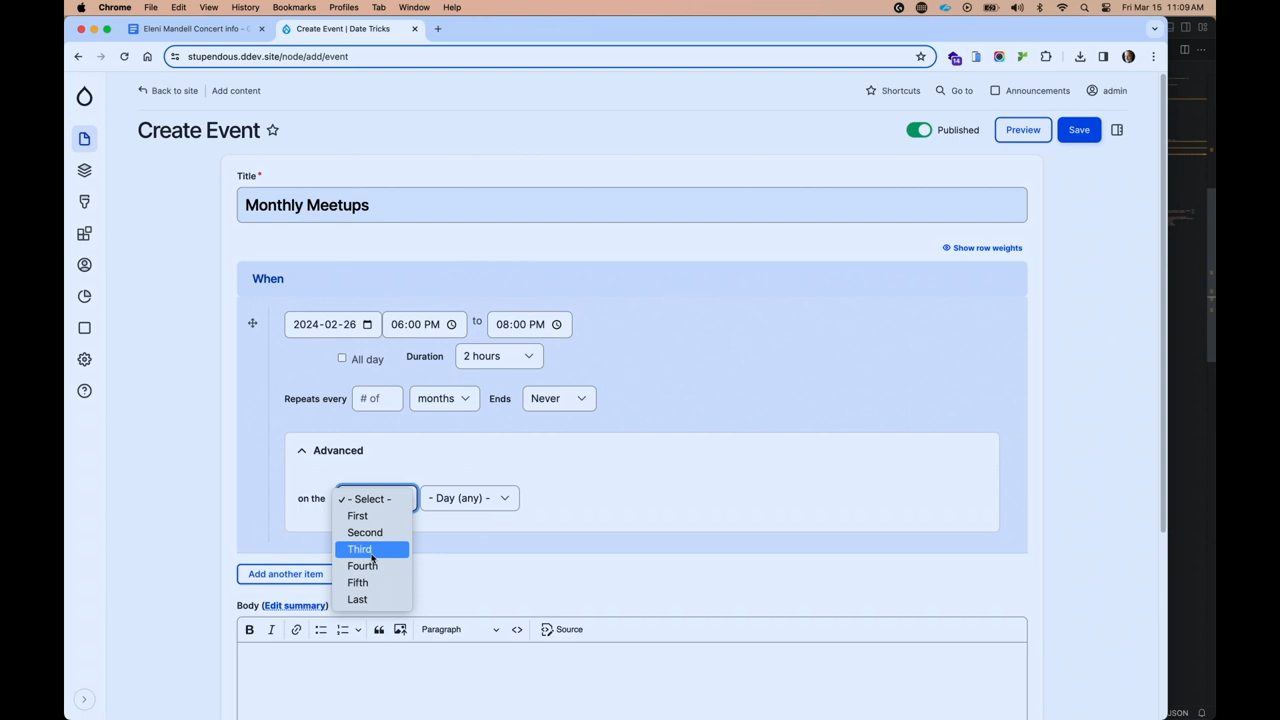 Chrome File Edit View History Bookmarks Profiles Tab Window Help Fri Mar 15 11:09 AM
Eleni Mandell Concert info - Create Event | Date Tricks
stupendous.ddev.site/node/add/event
14
Back to site Add content Shortcuts Go to Announcements admin
Create Event Published Preview Save
Title*
Monthly Meetups
Show row weights
When
2024-02-26 06:00 PM to 08:00 PM
All day Duration 2 hours
Repeats every # of months Ends Never
Advanced
on the - Select - - Day (any) -
First
Second
Third
Fourth
Fifth
Last
Add another item
Body (Edit summary)
B I Paragraph Source
JSON